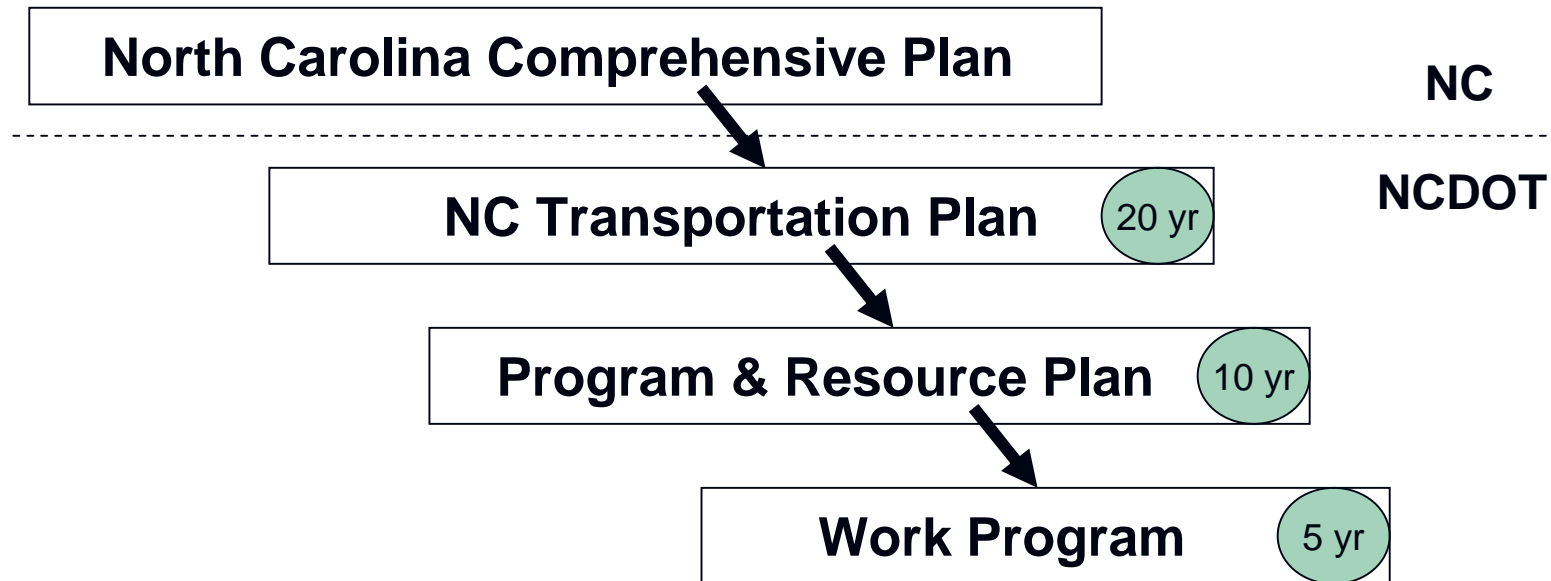 North Carolina Comprehensive Plan
NC
NCDOT
NC Transportation Plan
20 yr
Program & Resource Plan
10 yr
Work Program
5 yr